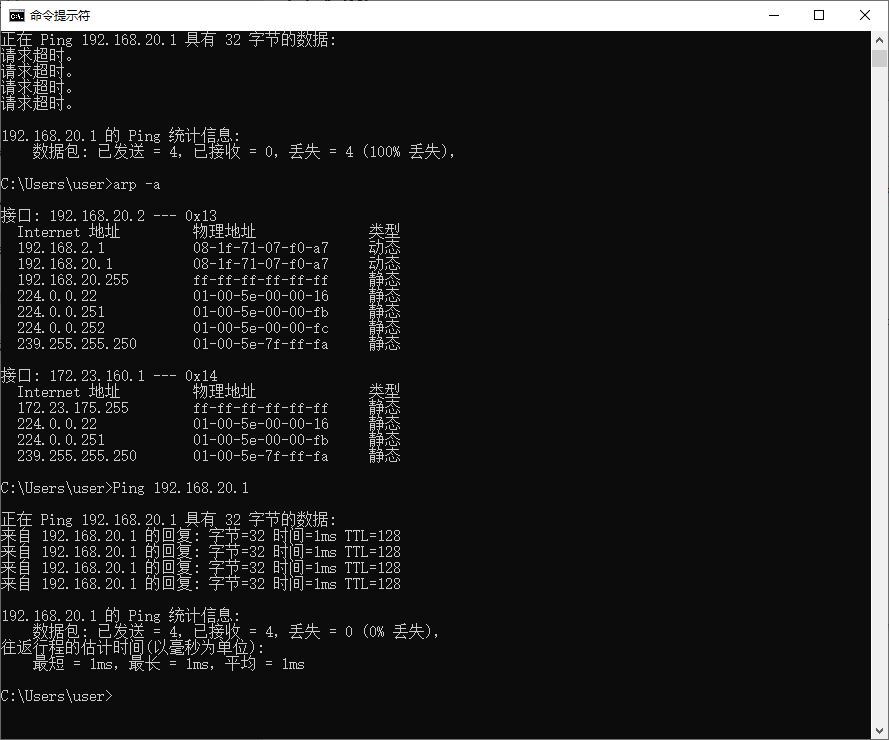 命令提示符
正在 Ping 192.168.20.1 具有 32 字节的数据:
请求超时。
请求超时。
请求超时。
请求超时。
192.168.20.1 的 Ping 统计信息:
    数据包: 已发送 = 4，已接收 = 0，丢失 = 4 (100% 丢失)，
C:\Users\user>arp -a
接口: 192.168.20.2 --- 0x13
  Internet 地址         物理地址              类型
  192.168.2.1           08-1f-71-07-f0-a7     动态
  192.168.20.1          08-1f-71-07-f0-a7     动态
  192.168.20.255        ff-ff-ff-ff-ff-ff     静态
  224.0.0.22            01-00-5e-00-00-16     静态
  224.0.0.251           01-00-5e-00-00-fb     静态
  224.0.0.252           01-00-5e-00-00-fc     静态
  239.255.255.250       01-00-5e-7f-ff-fa     静态
接口: 172.23.160.1 --- 0x14
  Internet 地址         物理地址              类型
  172.23.175.255        ff-ff-ff-ff-ff-ff     静态
  224.0.0.22            01-00-5e-00-00-16     静态
  224.0.0.251           01-00-5e-00-00-fb     静态
  239.255.255.250       01-00-5e-7f-ff-fa     静态
C:\Users\user>Ping 192.168.20.1
正在 Ping 192.168.20.1 具有 32 字节的数据:
来自 192.168.20.1 的回复: 字节=32 时间=1ms TTL=128
来自 192.168.20.1 的回复: 字节=32 时间=1ms TTL=128
来自 192.168.20.1 的回复: 字节=32 时间=1ms TTL=128
来自 192.168.20.1 的回复: 字节=32 时间=1ms TTL=128
192.168.20.1 的 Ping 统计信息:
    数据包: 已发送 = 4，已接收 = 4，丢失 = 0 (0% 丢失)，
往返行程的估计时间(以毫秒为单位):
    最短 = 1ms，最长 = 1ms，平均 = 1ms
C:\Users\user>